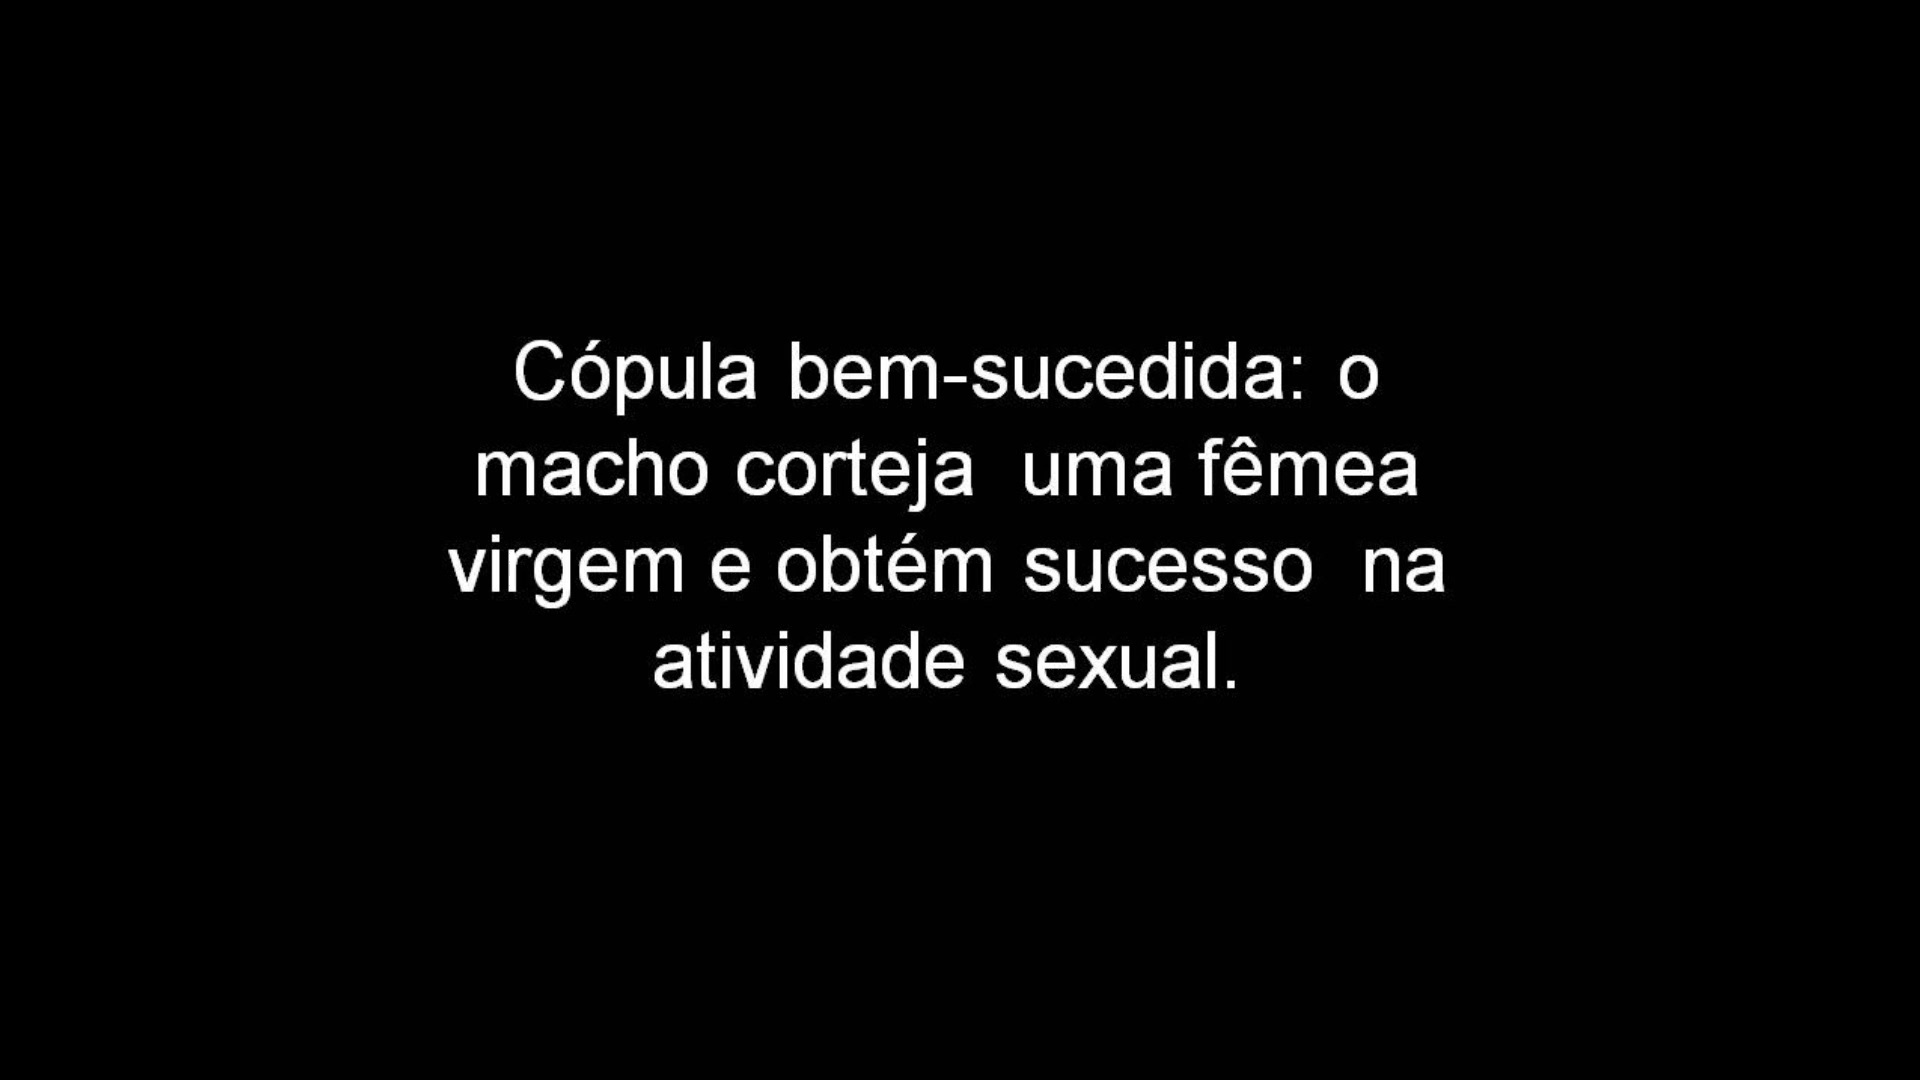 Cópula bem-sucedida: o
macho corteja  uma fêmea
virgem e obtém sucesso  na
atividade sexual.